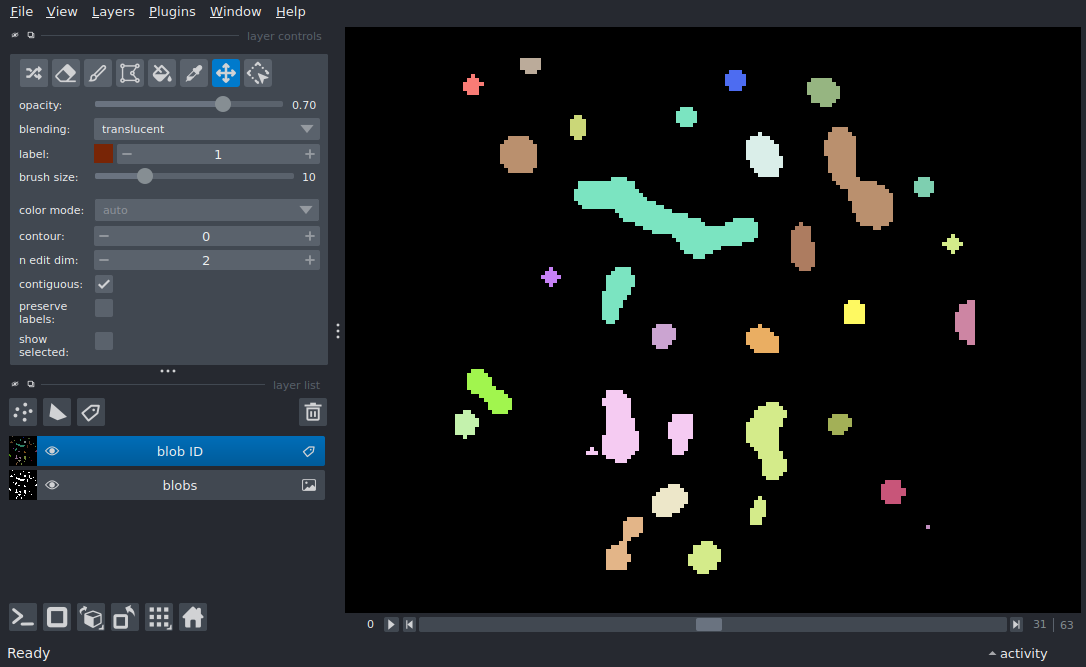 File View Layers Plugins Window Help
layer controls
opacity: 0.70
blending: translucent
label: 1
brush size: 10
color mode: auto
contour: 0
n edit dim: 2
contiguous:
preserve
labels:
show
selected:
layer list
blob ID
blobs
0 31 63
Ready activity